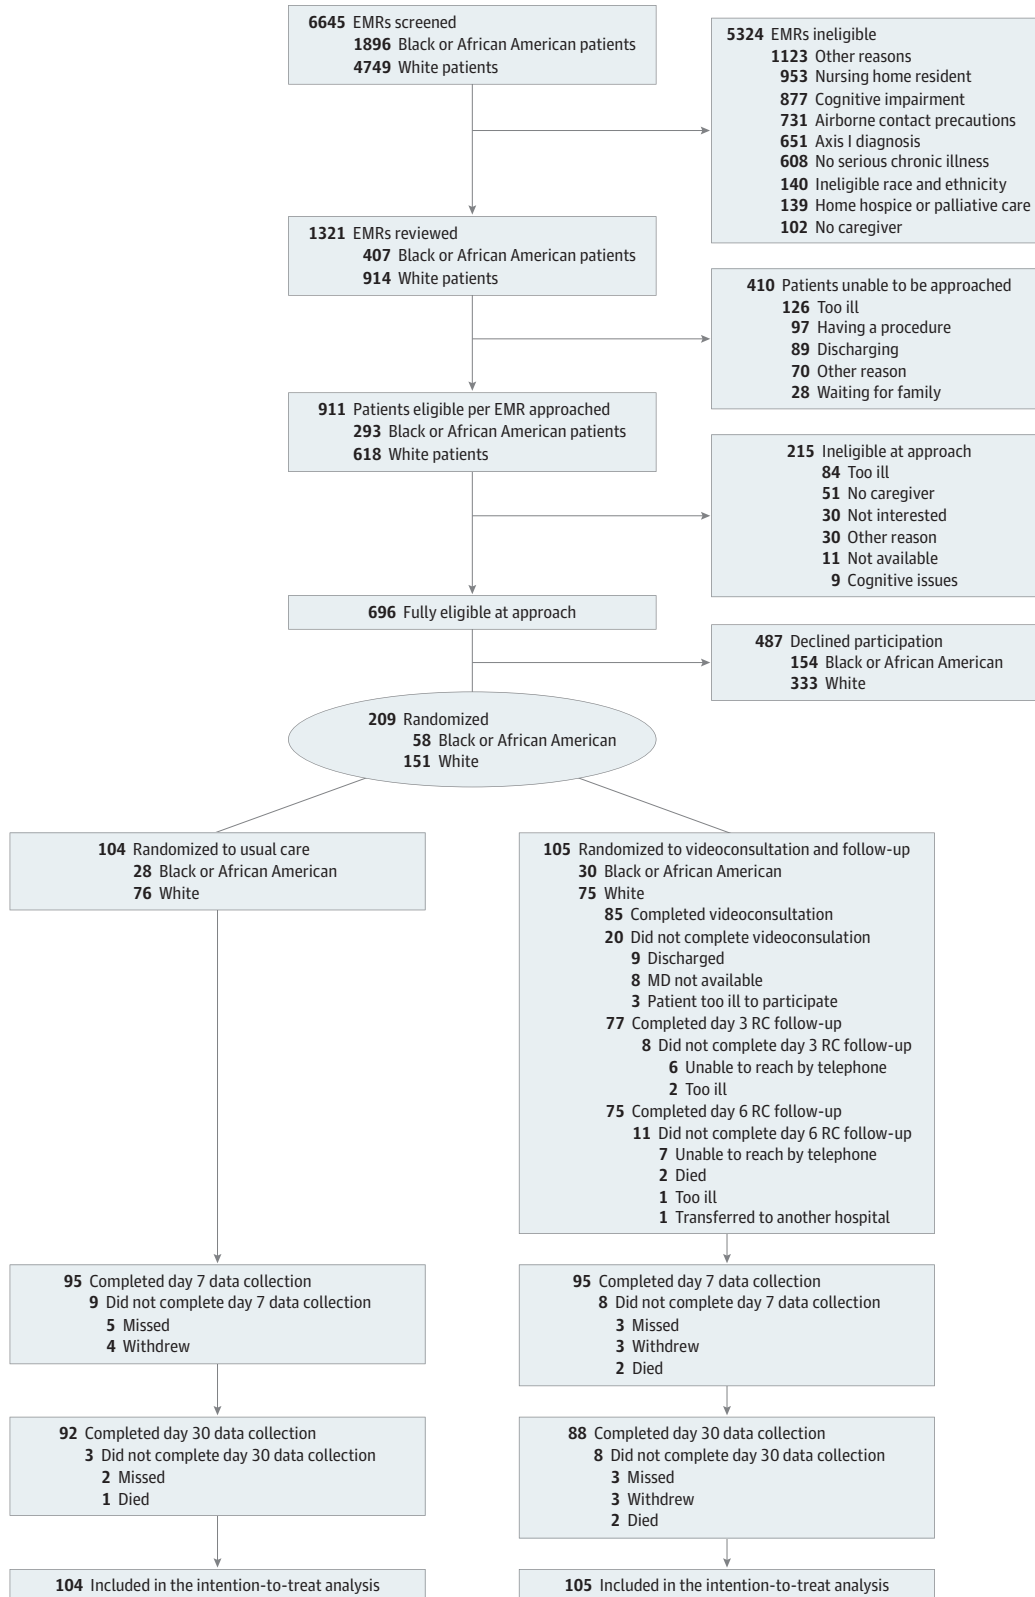 6645 EMRs screened
1896 Black or African American patients
4749 White patients
5324 EMRs ineligible
1123 Other reasons
953 Nursing home resident
877 Cognitive impairment
731 Airborne contact precautions
651 Axis I diagnosis
608 No serious chronic illness
140 Ineligible race and ethnicity
139 Home hospice or palliative care
102 No caregiver
1321 EMRs reviewed
407 Black or African American patients
914 White patients
410 Patients unable to be approached
126 Too ill
97 Having a procedure
89 Discharging
70 Other reason
28 Waiting for family
911 Patients eligible per EMR approached
293 Black or African American patients
618 White patients
215 Ineligible at approach
84 Too ill
51 No caregiver
30 Not interested
30 Other reason
11 Not available
9 Cognitive issues
696 Fully eligible at approach
487 Declined participation
154 Black or African American
333 White
209 Randomized
58 Black or African American
151 White
104 Randomized to usual care
28 Black or African American
76 White
105 Randomized to videoconsultation and follow-up
30 Black or African American
75 White
85 Completed videoconsultation
20 Did not complete videoconsulation
9 Discharged
8 MD not available
3 Patient too ill to participate
77 Completed day 3 RC follow-up
8 Did not complete day 3 RC follow-up
6 Unable to reach by telephone
2 Too ill
75 Completed day 6 RC follow-up
11 Did not complete day 6 RC follow-up
7 Unable to reach by telephone
2 Died
1 Too ill
1 Transferred to another hospital
95 Completed day 7 data collection
9 Did not complete day 7 data collection
5 Missed
4 Withdrew
95 Completed day 7 data collection
8 Did not complete day 7 data collection
3 Missed
3 Withdrew
2 Died
92 Completed day 30 data collection
3 Did not complete day 30 data collection
2 Missed
1 Died
88 Completed day 30 data collection
8 Did not complete day 30 data collection
3 Missed
3 Withdrew
2 Died
104 Included in the intention-to-treat analysis
105 Included in the intention-to-treat analysis